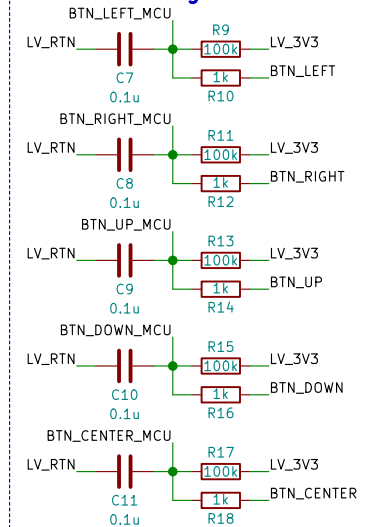 BTN_LEFT_MCU
R9
LV_RTN
100k
LV_3V3
1k
BTN_LEFT
C7
R10
0.1u
BTN_RIGHT_MCU
R11
LV_RTN
100k
LV_3V3
1k
BTN_RIGHT
C8
R12
0.1u
BTN_UP_MCU
R13
LV_RTN
100k
LV_3V3
1k
BTN_UP
C9
R14
0.1u
BTN_DOWN_MCU
R15
LV_RTN
100k
LV_3V3
1k
BTN_DOWN
C10
R16
0.1u
BTN_CENTER_MCU
R17
LV_RTN
100k
LV_3V3
1k
BTN_CENTER
C11
R18
0.1u